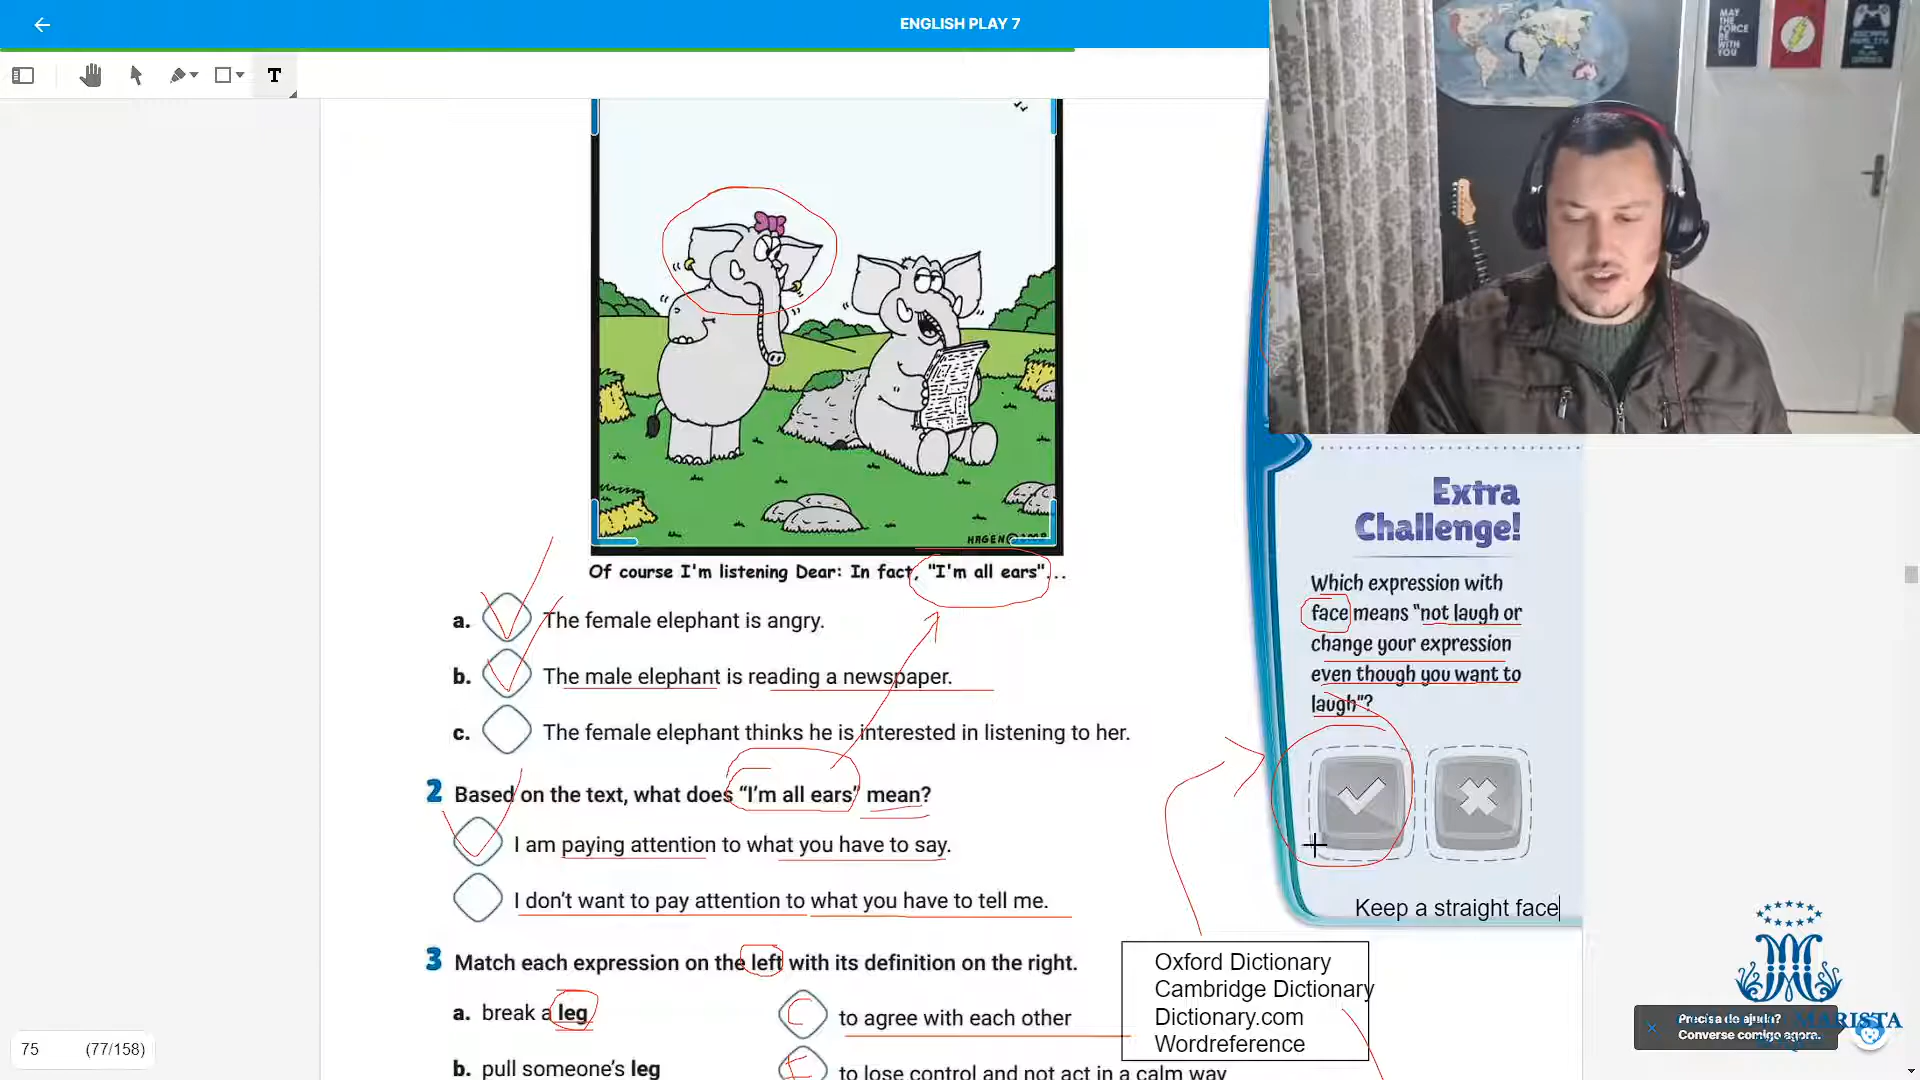 ENGLISH PLAY 7
MAY
THE
FORCE
BE
WITH
YOU
T
HAGEN
Of course I'm listening Dear: In fact, "I'm all ears"...
a. The female elephant is angry.
b. The male elephant is reading a newspaper.
c. The female elephant thinks he is interested in listening to her.
2 Based on the text, what does "I'm all ears" mean?
I am paying attention to what you have to say.
I don't want to pay attention to what you have to tell me.
3 Match each expression on the left with its definition on the right.
a. break a leg
C to agree with each other
b. pull someone's leg
E to lose control and not act in a calm way
Extra
Challenge!
Which expression with
face means "not laugh or
change your expression
even though you want to
laugh"?
Keep a straight face
Oxford Dictionary
Cambridge Dictionary
Dictionary.com
Wordreference
Precisa de ajuda?
Converse comigo agora.
MARISTA
75 (77/158)